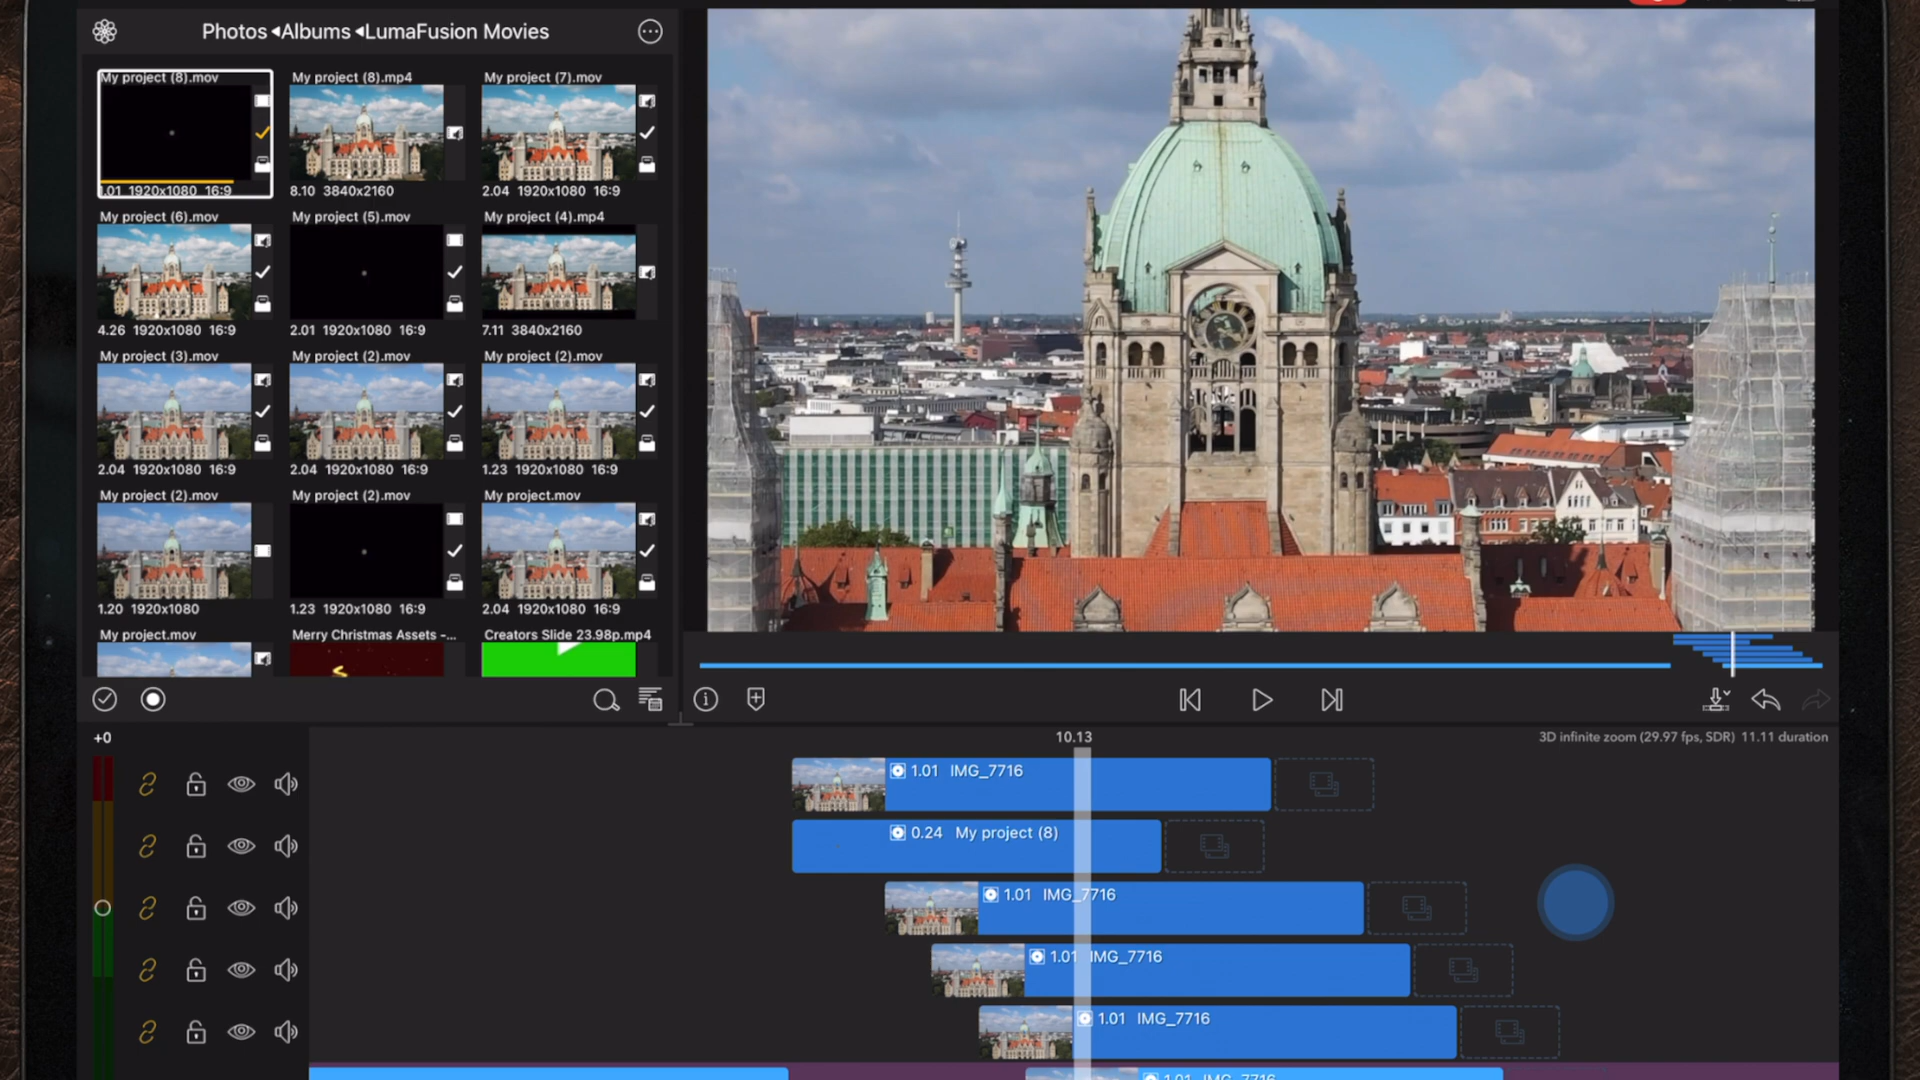 Photos ◂Albums ◂LumaFusion Movies
My project (8).mov
1.01 1920x1080 16:9
My project (8).mp4
8.10 3840x2160
My project (7).mov
2.04 1920x1080 16:9
My project (6).mov
4.26 1920x1080 16:9
My project (5).mov
2.01 1920x1080 16:9
My project (4).mp4
7.11 3840x2160
My project (3).mov
2.04 1920x1080 16:9
My project (2).mov
2.04 1920x1080 16:9
My project (2).mov
1.23 1920x1080 16:9
My project (2).mov
1.20 1920x1080
My project (2).mov
1.23 1920x1080 16:9
My project.mov
2.04 1920x1080 16:9
My project.mov
Merry Christmas Assets -...
Creators Slide 23.98p.mp4
+0
10.13
3D infinite zoom (29.97 fps, SDR) 11.11 duration
1.01 IMG_7716
0.24 My project (8)
1.01 IMG_7716
1.01 IMG_7716
1.01 IMG_7716
1.01 IMG_7716